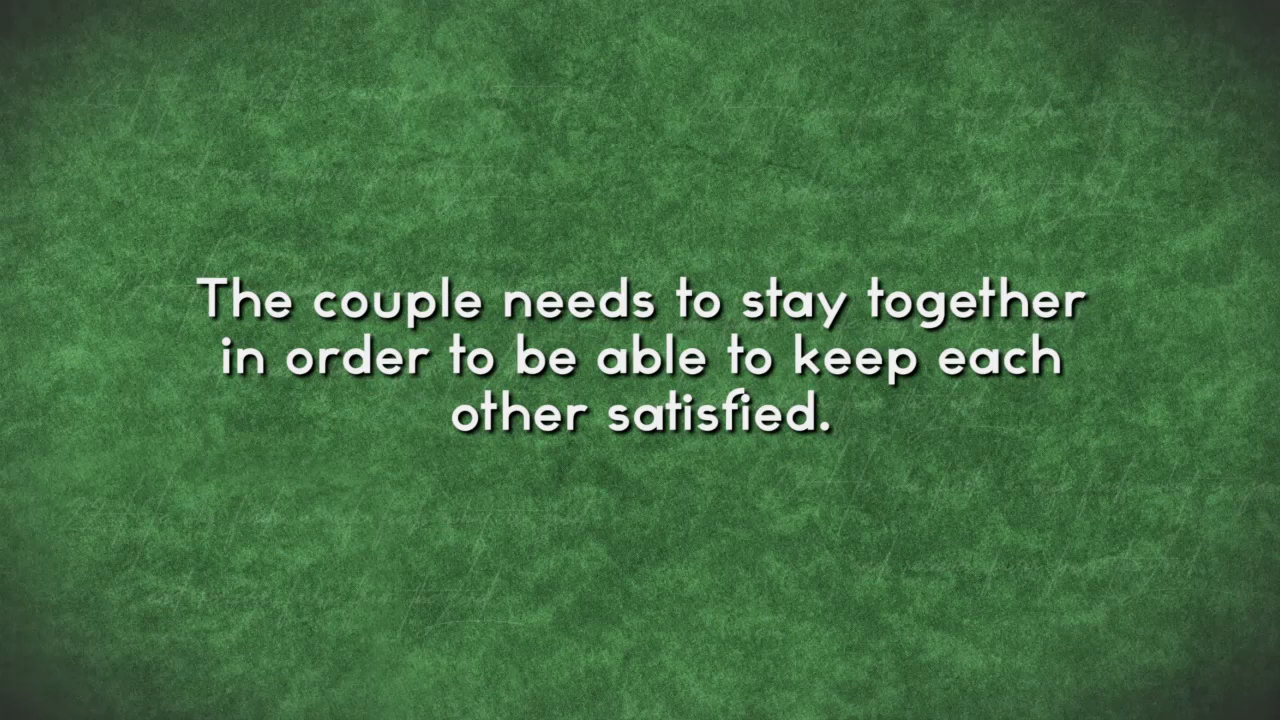 The couple needs to stay together
in order to be able to keep each
other satisfied.